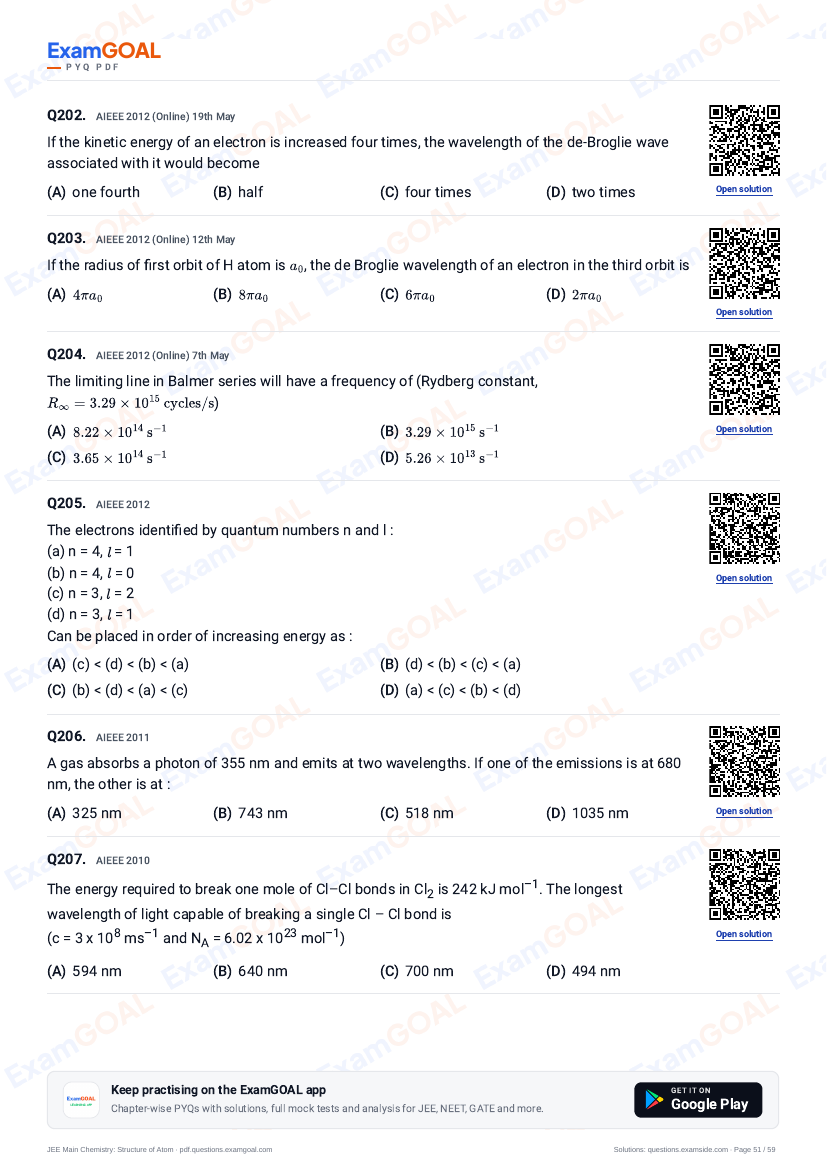 ExamGOAL
PYQ PDF
Q202. AIEEE 2012 (Online) 19th May
If the kinetic energy of an electron is increased four times, the wavelength of the de-Broglie wave
associated with it would become
(A) one fourth (B) half (C) four times (D) two times
Open solution
Q203. AIEEE 2012 (Online) 12th May
If the radius of first orbit of H atom is a₀, the de Broglie wavelength of an electron in the third orbit is
(A) 4πa₀ (B) 8πa₀ (C) 6πa₀ (D) 2πa₀
Open solution
Q204. AIEEE 2012 (Online) 7th May
The limiting line in Balmer series will have a frequency of (Rydberg constant,
R∞ = 3.29 × 10¹⁵ cycles/s)
(A) 8.22 × 10¹⁴ s⁻¹ (B) 3.29 × 10¹⁵ s⁻¹
(C) 3.65 × 10¹⁴ s⁻¹ (D) 5.26 × 10¹³ s⁻¹
Open solution
Q205. AIEEE 2012
The electrons identified by quantum numbers n and l :
(a) n = 4, l = 1
(b) n = 4, l = 0
(c) n = 3, l = 2
(d) n = 3, l = 1
Can be placed in order of increasing energy as :
(A) (c) < (d) < (b) < (a) (B) (d) < (b) < (c) < (a)
(C) (b) < (d) < (a) < (c) (D) (a) < (c) < (b) < (d)
Open solution
Q206. AIEEE 2011
A gas absorbs a photon of 355 nm and emits at two wavelengths. If one of the emissions is at 680
nm, the other is at :
(A) 325 nm (B) 743 nm (C) 518 nm (D) 1035 nm
Open solution
Q207. AIEEE 2010
The energy required to break one mole of Cl–Cl bonds in Cl₂ is 242 kJ mol⁻¹. The longest
wavelength of light capable of breaking a single Cl – Cl bond is
(c = 3 x 10⁸ ms⁻¹ and N_A = 6.02 x 10²³ mol⁻¹)
(A) 594 nm (B) 640 nm (C) 700 nm (D) 494 nm
Open solution
Keep practising on the ExamGOAL app
Chapter-wise PYQs with solutions, full mock tests and analysis for JEE, NEET, GATE and more.
GET IT ON
Google Play
JEE Main Chemistry: Structure of Atom · pdf.questions.examgoal.com
Solutions: questions.examside.com · Page 51 / 59